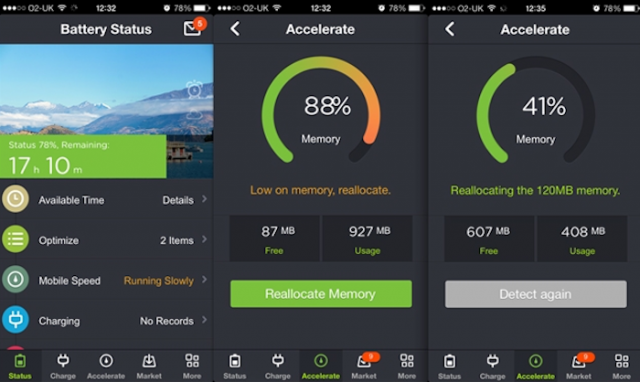 ●●●○○ O2-UK 12:32 78%
Battery Status
5
Status 78%, Remaining:
17 h 10 m
Available Time Details
Optimize 2 Items
Mobile Speed Running Slowly
Charging No Records
Status Charge Accelerate Market More
●●●○○ O2-UK 12:32 78%
Accelerate
88%
Memory
Low on memory, reallocate.
87 MB 927 MB
Free Usage
Reallocate Memory
9
Status Charge Accelerate Market More
●●●○○ O2-UK 12:35 78%
Accelerate
41%
Memory
Reallocating the 120MB memory.
607 MB 408 MB
Free Usage
Detect again
9
Status Charge Accelerate Market More